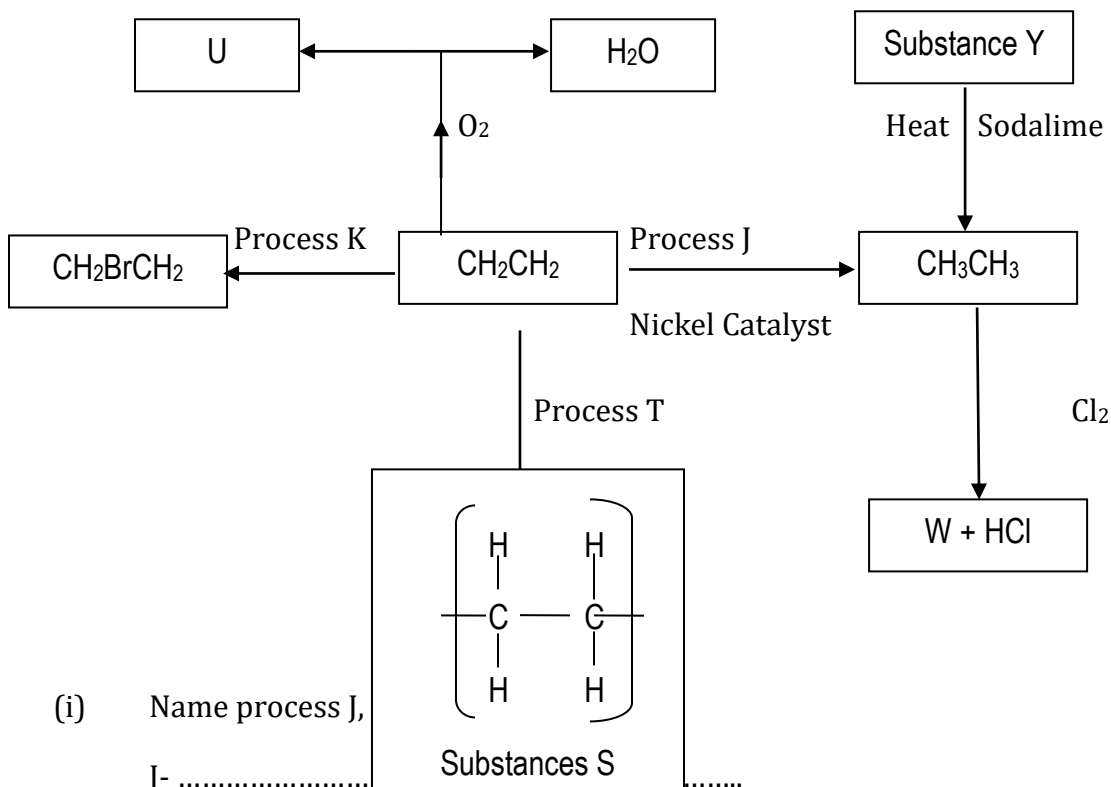 U
H₂O
Substance Y
O₂
Heat
Sodalime
Process K
Process J
CH₂BrCH₂
CH₂CH₂
CH₃CH₃
Nickel Catalyst
Process T
Cl₂
W + HCl
H H
C C
H H
(i) Name process J,
J- ........................ ........
Substances S